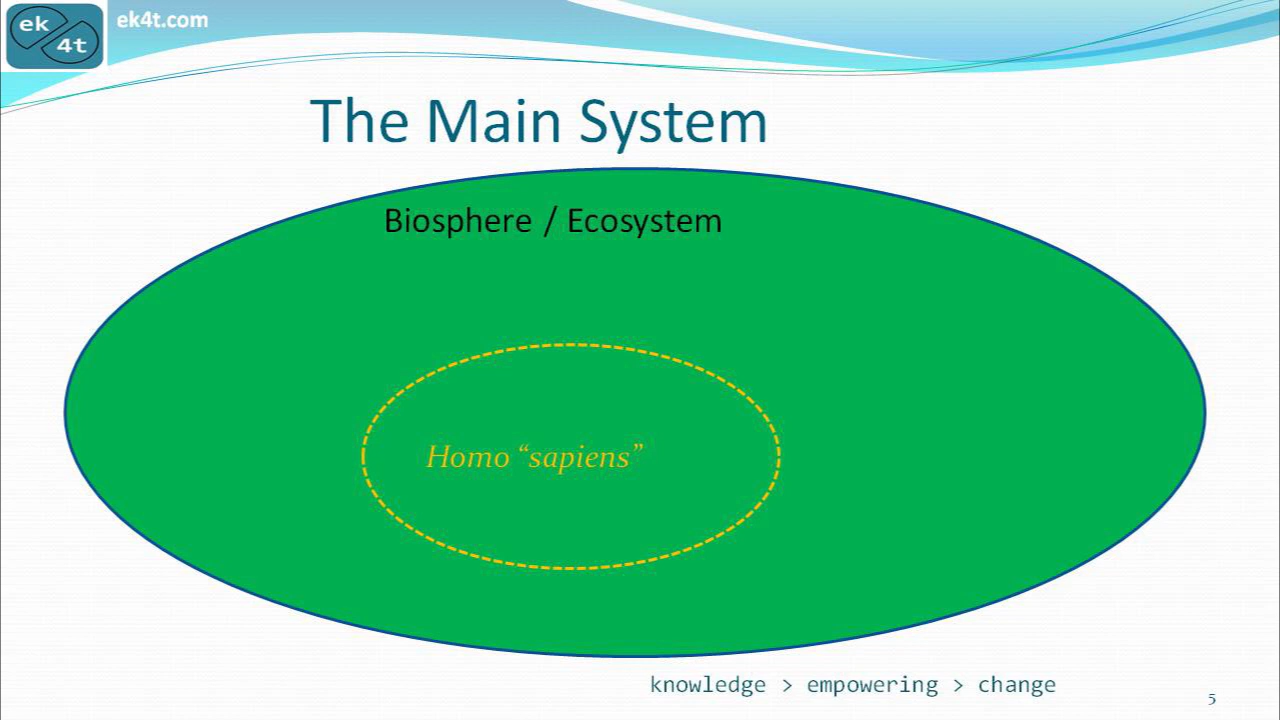 ek
4t
ek4t.com
The Main System
Biosphere / Ecosystem
Homo “sapiens”
knowledge > empowering > change
5